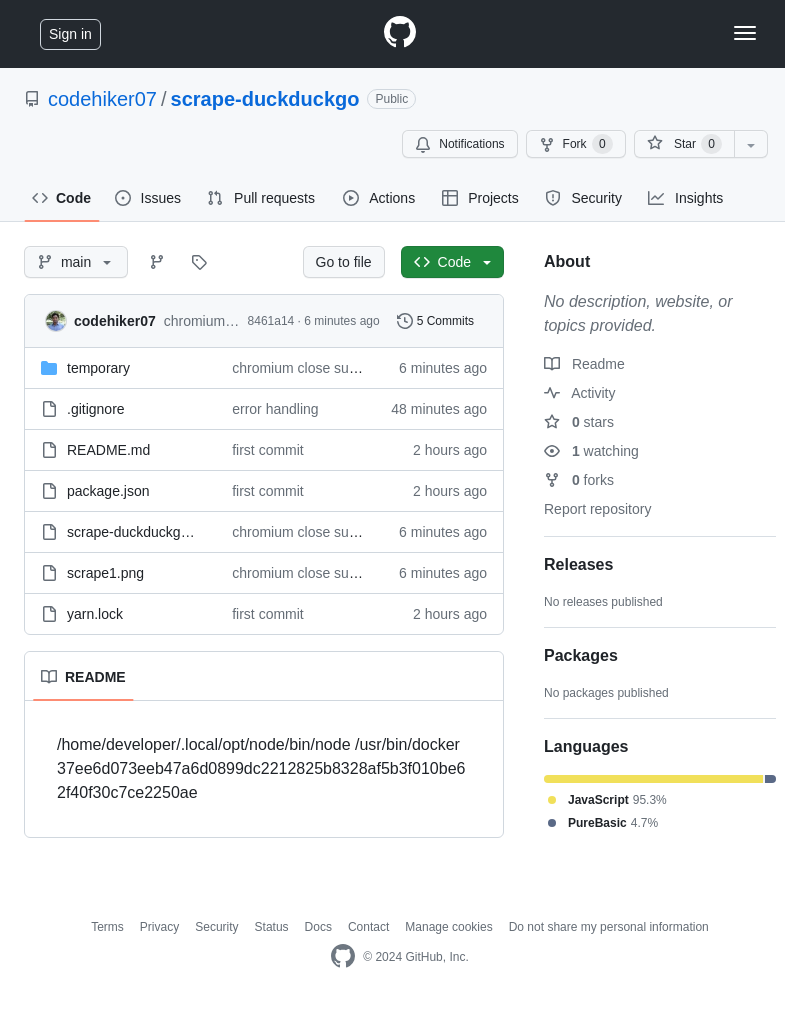 Sign in
codehiker07 / scrape-duckduckgo Public
Notifications Fork 0 Star 0
Code Issues Pull requests Actions Projects Security Insights
main Go to file Code
codehiker07 chromium… 8461a14 · 6 minutes ago 5 Commits
temporary chromium close su… 6 minutes ago
.gitignore error handling 48 minutes ago
README.md first commit 2 hours ago
package.json first commit 2 hours ago
scrape-duckduckg… chromium close su… 6 minutes ago
scrape1.png chromium close su… 6 minutes ago
yarn.lock first commit 2 hours ago
README
/home/developer/.local/opt/node/bin/node /usr/bin/docker
37ee6d073eeb47a6d0899dc2212825b8328af5b3f010be6
2f40f30c7ce2250ae
About
No description, website, or
topics provided.
Readme
Activity
0 stars
1 watching
0 forks
Report repository
Releases
No releases published
Packages
No packages published
Languages
JavaScript 95.3%
PureBasic 4.7%
Terms Privacy Security Status Docs Contact Manage cookies Do not share my personal information
© 2024 GitHub, Inc.